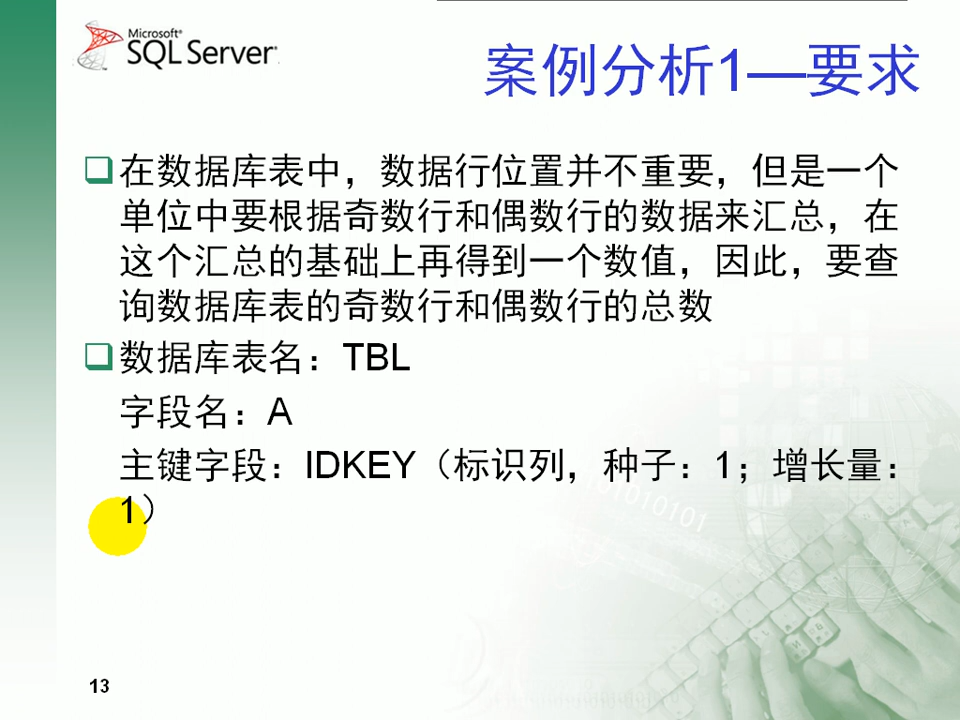 Microsoft®
SQL Server
案例分析1—要求
在数据库表中，数据行位置并不重要，但是一个
单位中要根据奇数行和偶数行的数据来汇总，在
这个汇总的基础上再得到一个数值，因此，要查
询数据库表的奇数行和偶数行的总数
数据库表名：TBL
字段名：A
主键字段：IDKEY（标识列，种子：1；增长量：
1）
101010101
13